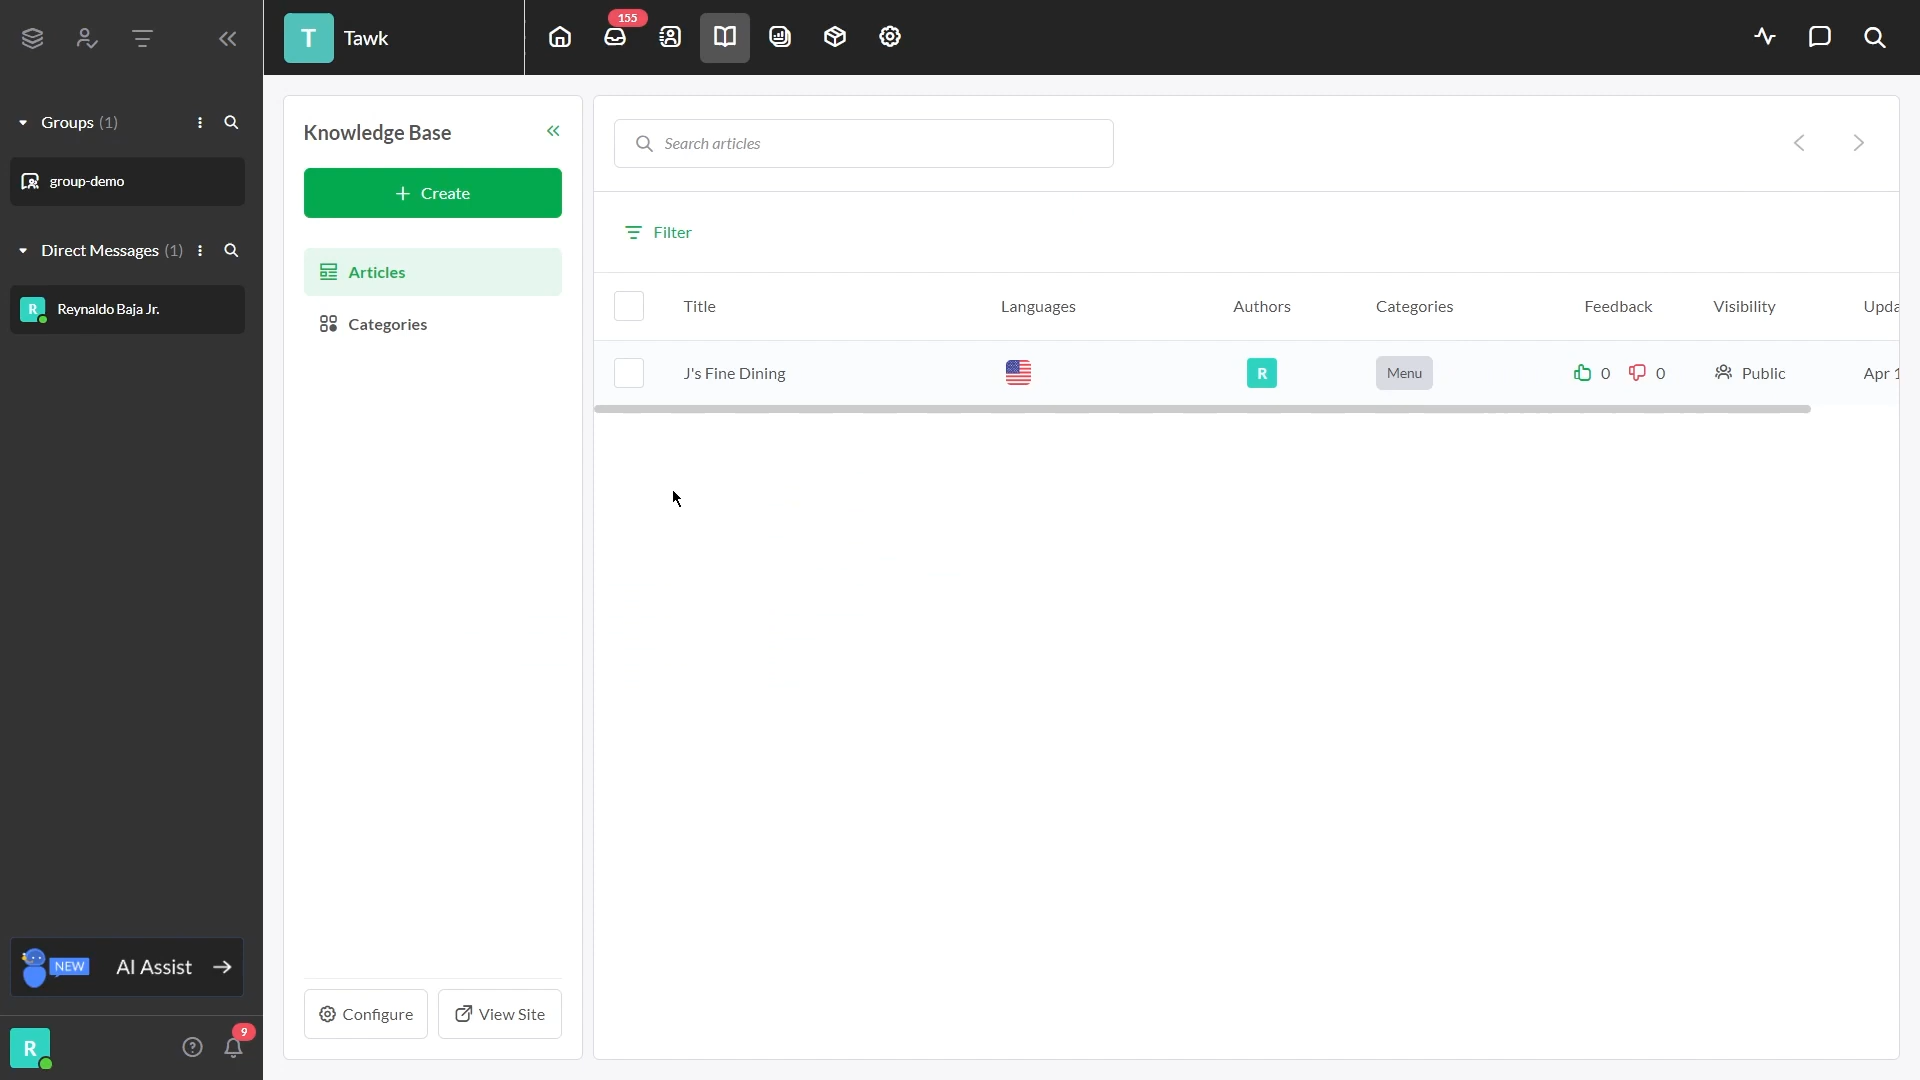 T Tawk
155
Groups (1)
group-demo
Direct Messages (1)
R Reynaldo Baja Jr.
NEW AI Assist
R
9
Knowledge Base
Create
Articles
Categories
Configure
View Site
Search articles
Filter
Title Languages Authors Categories Feedback Visibility Upda
J's Fine Dining R Menu 0 0 Public Apr 1